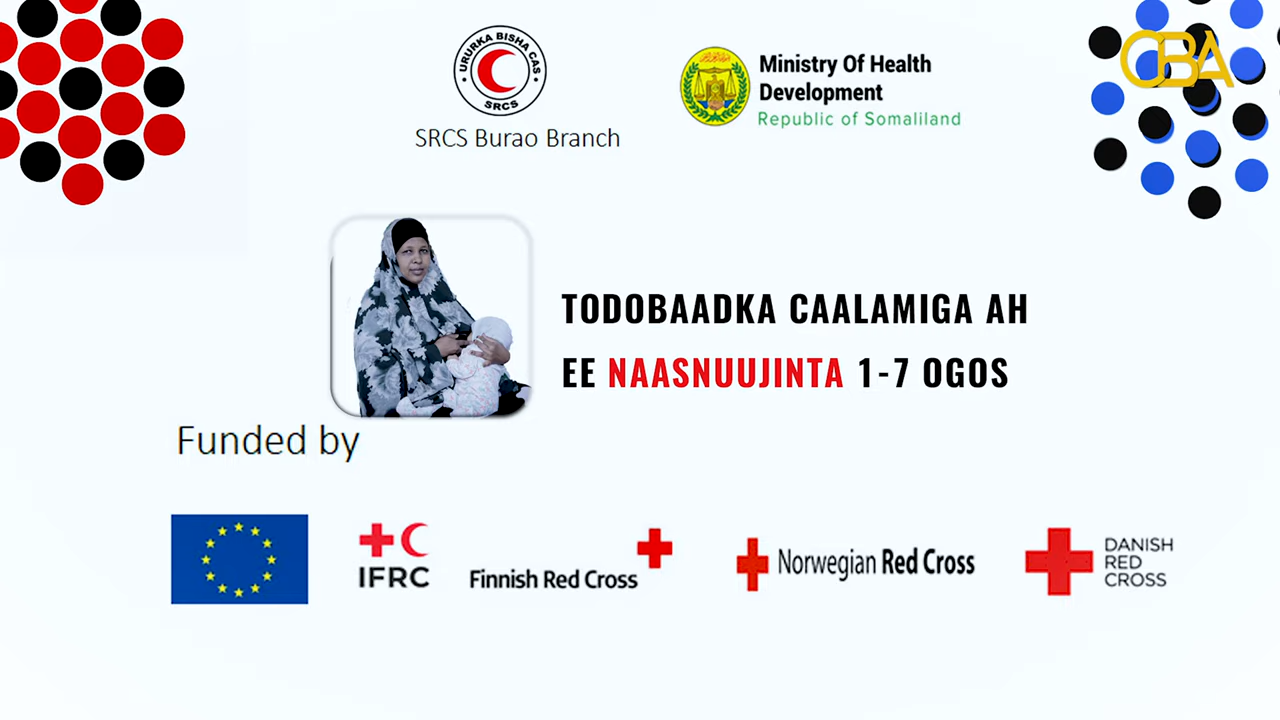 URURKA BISHA CAS
SRCS
SRCS Burao Branch
Ministry Of Health
Development
Republic of Somaliland
CBA
TODOBAADKA CAALAMIGA AH
EE NAASNUUJINTA 1-7 OGOS
Funded by
IFRC
Finnish Red Cross
Norwegian Red Cross
DANISH
RED
CROSS